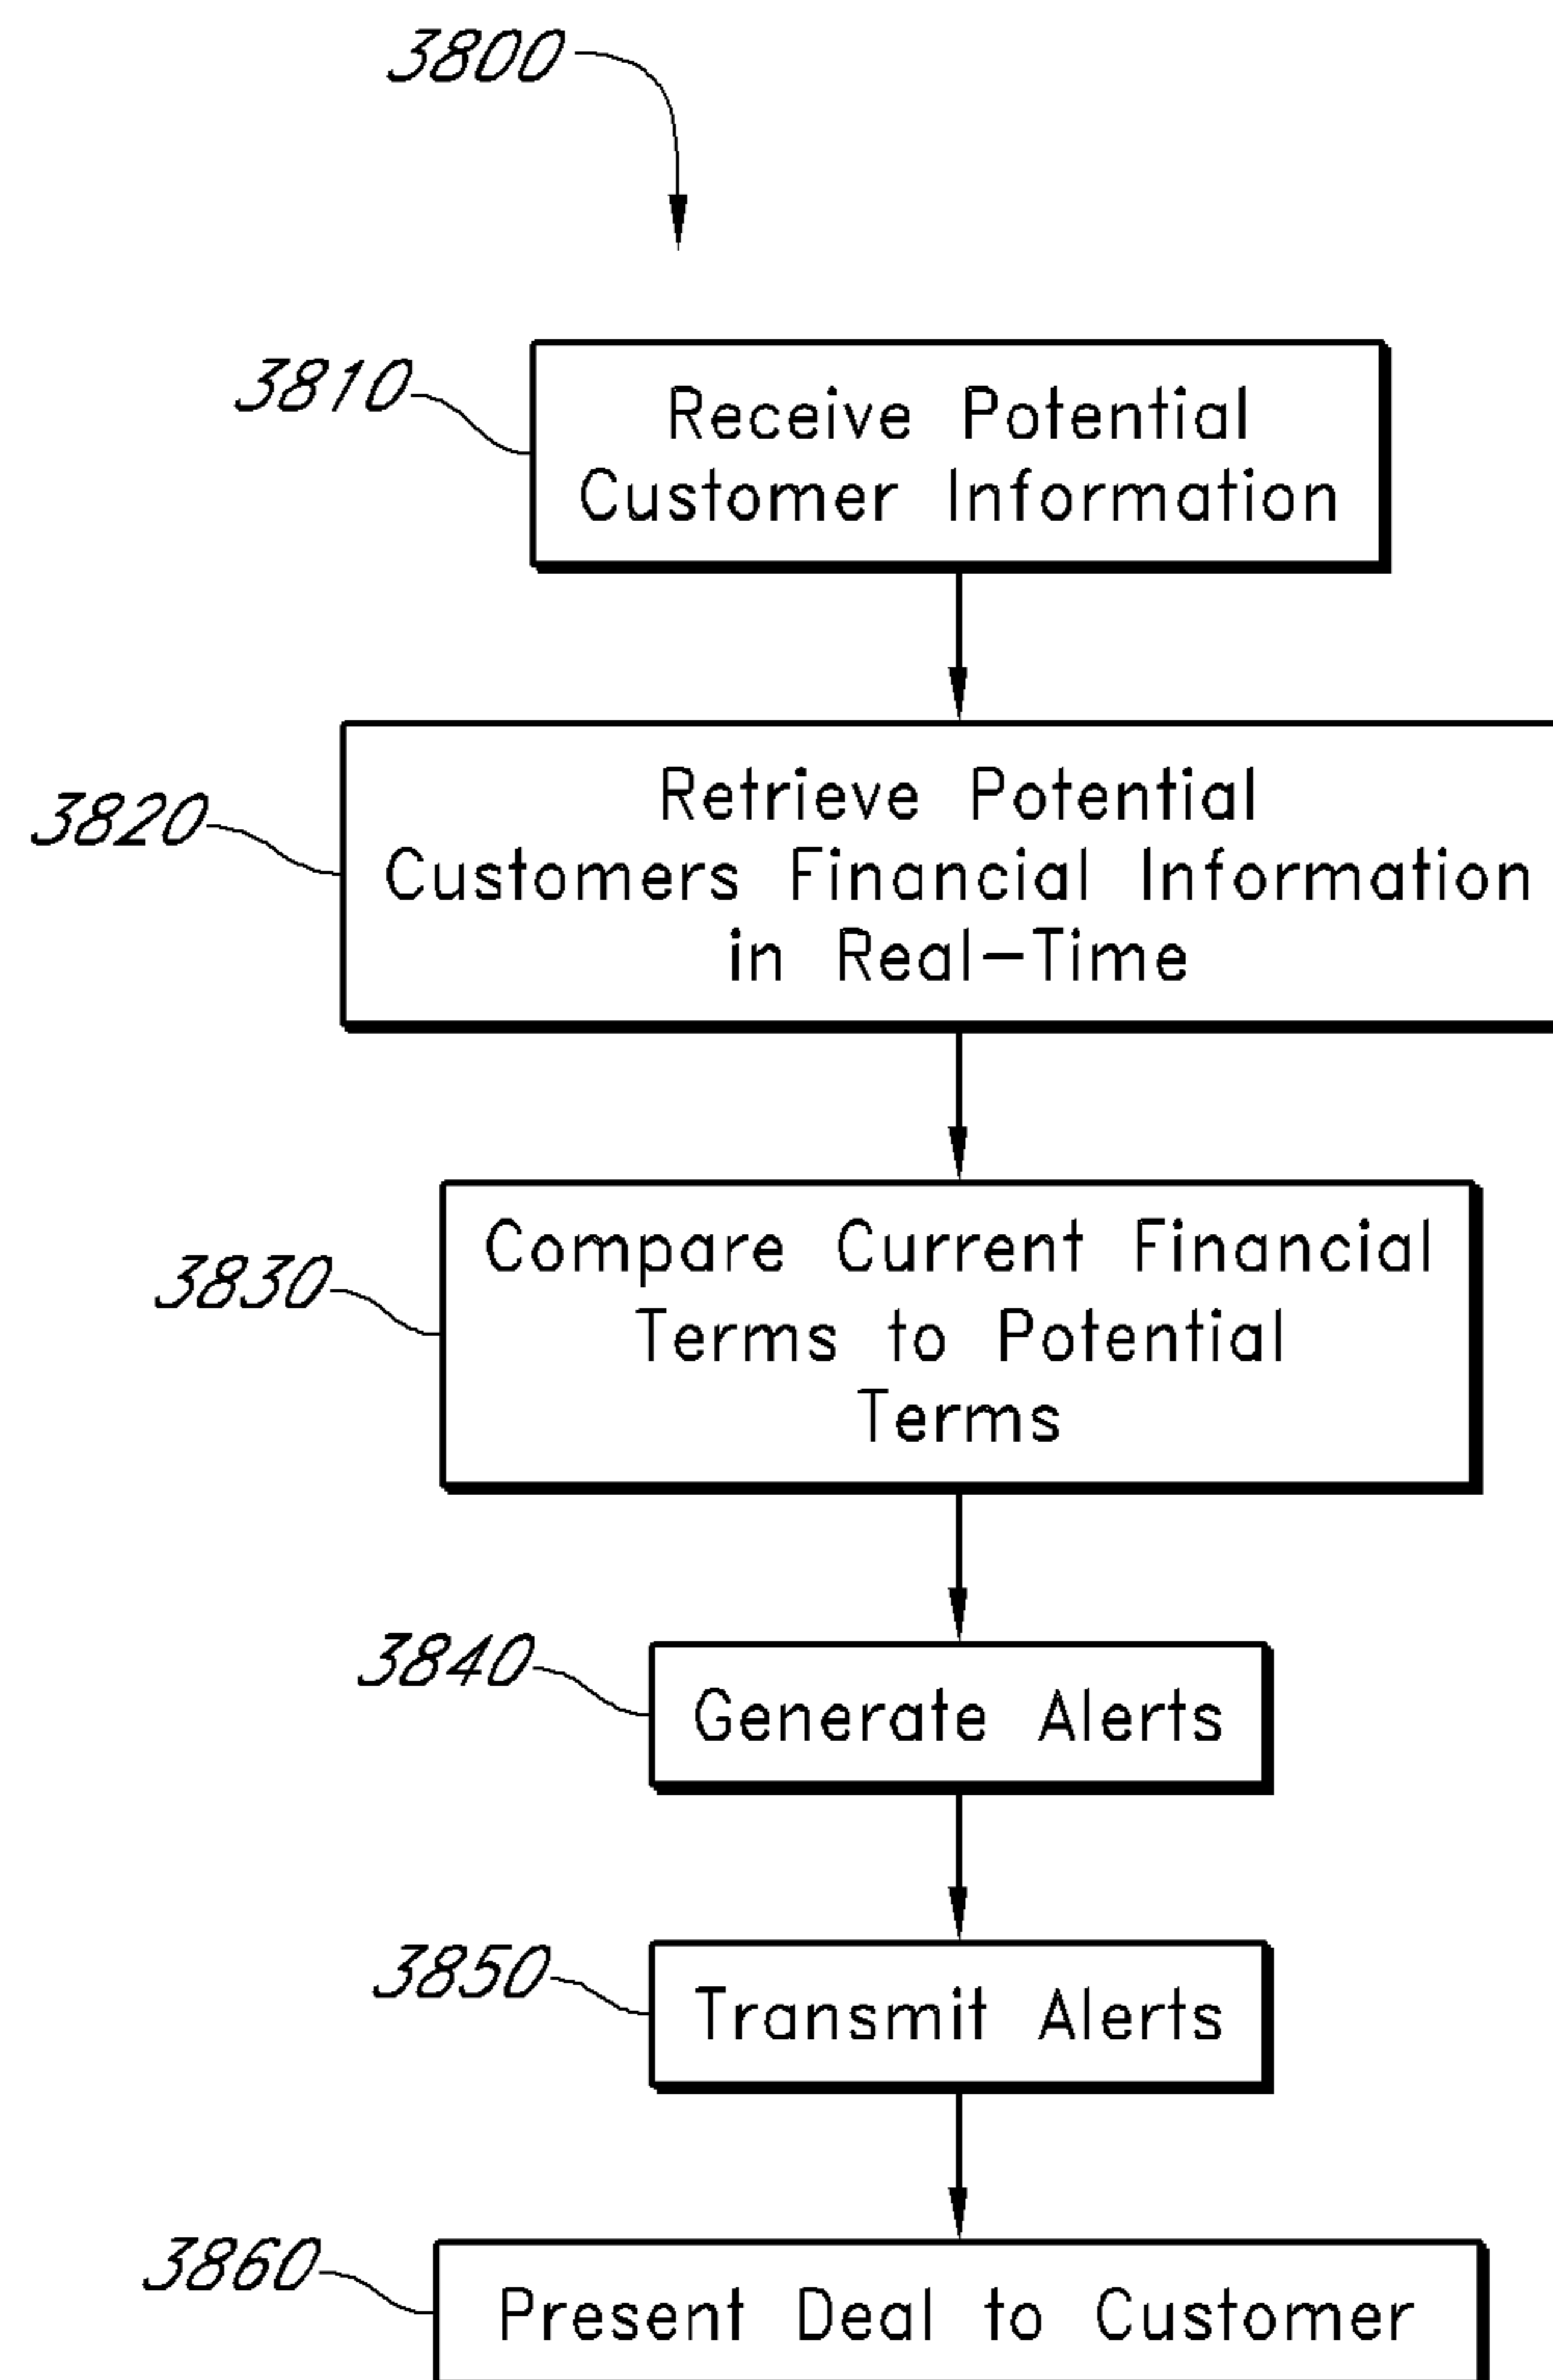 3800
3810
Receive Potential
Customer Information
3820
Retrieve Potential
Customers Financial Information
in Real-Time
3830
Compare Current Financial
Terms to Potential
Terms
3840
Generate Alerts
3850
Transmit Alerts
3860
Present Deal to Customer